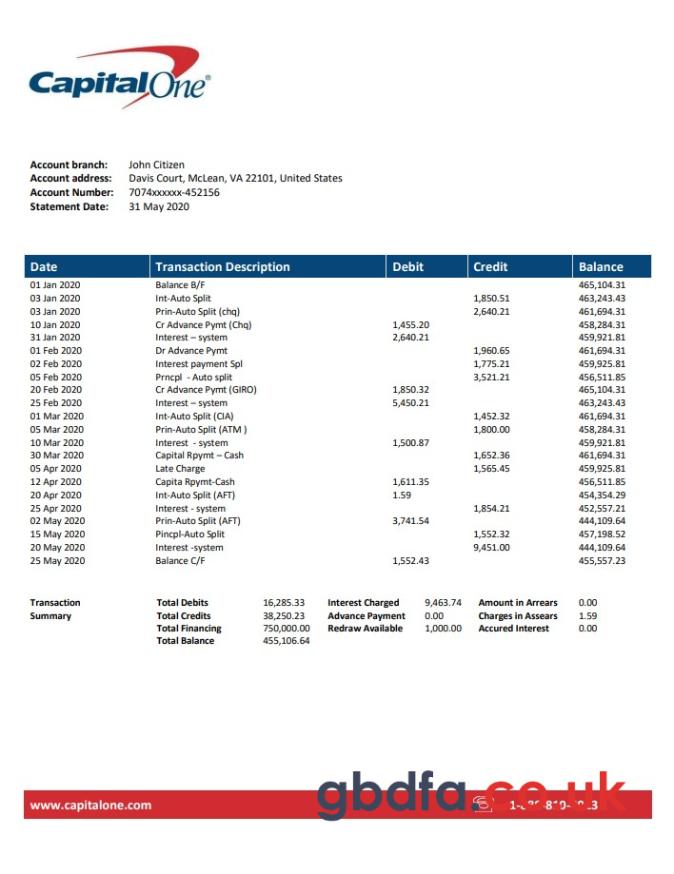 CapitalOne®
Account branch: John Citizen
Account address: Davis Court, McLean, VA 22101, United States
Account Number: 7074xxxxxx-452156
Statement Date: 31 May 2020
Date Transaction Description Debit Credit Balance
01 Jan 2020 Balance B/F 465,104.31
03 Jan 2020 Int-Auto Split 1,850.51 463,243.43
03 Jan 2020 Prin-Auto Split (chq) 2,640.21 461,694.31
10 Jan 2020 Cr Advance Pymt (Chq) 1,455.20 458,284.31
31 Jan 2020 Interest – system 2,640.21 459,921.81
01 Feb 2020 Dr Advance Pymt 1,960.65 461,694.31
02 Feb 2020 Interest payment Spl 1,775.21 459,925.81
05 Feb 2020 Prncpl - Auto split 3,521.21 456,511.85
20 Feb 2020 Cr Advance Pymt (GIRO) 1,850.32 465,104.31
25 Feb 2020 Interest – system 5,450.21 463,243.43
01 Mar 2020 Int-Auto Split (CIA) 1,452.32 461,694.31
05 Mar 2020 Prin-Auto Split (ATM ) 1,800.00 458,284.31
10 Mar 2020 Interest - system 1,500.87 459,921.81
30 Mar 2020 Capital Rpymt – Cash 1,652.36 461,694.31
05 Apr 2020 Late Charge 1,565.45 459,925.81
12 Apr 2020 Capita Rpymt-Cash 1,611.35 456,511.85
20 Apr 2020 Int-Auto Split (AFT) 1.59 454,354.29
25 Apr 2020 Interest - system 1,854.21 452,557.21
02 May 2020 Prin-Auto Split (AFT) 3,741.54 444,109.64
15 May 2020 Pincpl-Auto Split 1,552.32 457,198.52
20 May 2020 Interest -system 9,451.00 444,109.64
25 May 2020 Balance C/F 1,552.43 455,557.23
Transaction Total Debits 16,285.33 Interest Charged 9,463.74 Amount in Arrears 0.00
Summary Total Credits 38,250.23 Advance Payment 0.00 Charges in Assears 1.59
Total Financing 750,000.00 Redraw Available 1,000.00 Accured Interest 0.00
Total Balance 455,106.64
gbdfa.co.uk
www.capitalone.com